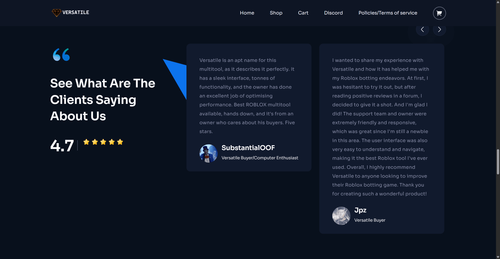 VERSATILE
Home
Shop
Cart
Discord
Policies/Terms of service
See What Are The
Clients Saying
About Us
4.7
Versatile is an apt name for this
multitool, as it describes it perfectly. It
has a sleek interface, tonnes of
functionality, and the owner has done
an excellent job of optimising
performance. Best ROBLOX multitool
available, hands down, and it's from an
owner who cares about his buyers. Five
stars.
SubstantialOOF
Versatile Buyer/Computer Enthusiast
I wanted to share my experience with
Versatile and how it has helped me with
my Roblox botting endeavors. At first, I
was hesitant to try it out, but after
reading positive reviews in a forum, I
decided to give it a shot. And I'm glad I
did! The support team and owner were
extremely friendly and responsive,
which was great since I'm still a newbie
in this area. The user interface was also
very easy to understand and navigate,
making it the best Roblox tool I've ever
used. Overall, I highly recommend
Versatile to anyone looking to improve
their Roblox botting game. Thank you
for creating such a wonderful product!
Jpz
Versatile Buyer